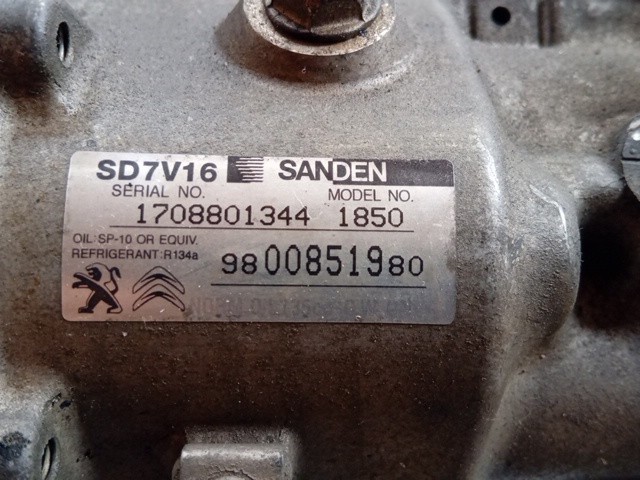 SD7V16 SANDEN
SERIAL NO. MODEL NO.
1708801344 1850
OIL: SP-10 OR EQUIV.
REFRIGERANT: R134a
9800851980